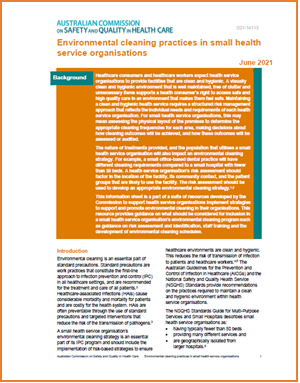 AUSTRALIAN COMMISSION
ON SAFETY AND QUALITY IN HEALTH CARE
D21-14115
Environmental cleaning practices in small health
service organisations
June 2021
Background
Healthcare consumers and healthcare workers expect health service
organisations to provide facilities that are clean and hygienic. A visually
clean and hygienic environment that is well maintained, free of clutter and
unnecessary items supports a health consumer's right to access safe and
high quality care in an environment that makes them feel safe. Maintaining
a clean and hygienic health service requires a structured risk management
approach that reflects the individual needs and requirements of each health
service organisation. For small health service organisations, this may
mean assessing the physical layout of the premises to determine the
appropriate cleaning frequencies for each area, making decisions about
how cleaning outcomes will be achieved, and how these outcomes will be
assessed or audited.
The nature of treatments provided, and the population that utilises a small
health service organisation will also impact an environmental cleaning
strategy. For example, a small office-based dental practice will have
different cleaning requirements compared to a small hospital with fewer
than 50 beds. A health service organisation's risk assessment should
factor in the location of the facility, its community context, and the patient
groups that are likely to use the facility. The risk assessment should be
used to develop an appropriate environmental cleaning strategy.
This information sheet is a part of a suite of resources developed by the
Commission to support health service organisations implement strategies
to support and promote environmental cleaning in their organisations. This
resource provides guidance on what should be considered for inclusion in
a small health service organisation's environmental cleaning program such
as guidance on risk assessment and identification, staff training and the
development of environmental cleaning schedules.
Introduction
Environmental cleaning is an essential part of
standard precautions. Standard precautions are
work practices that constitute the first-line
approach to infection prevention and control (IPC)
in all healthcare settings, and are recommended
for the treatment and care of all patients.
Healthcare-associated infections (HAIs) cause
considerable morbidity and mortality for patients
and are costly for the health system. HAIs are
often preventable through the use of standard
precautions and targeted interventions that
reduce the risk of the transmission of pathogens.
A small health service organisation's
environmental cleaning strategy is an essential
part of its IPC program and should include the
implementation of risk-based strategies to ensure
healthcare environments are clean and hygienic.
This reduces the risk of transmission of infection
to patients and healthcare workers. The
Australian Guidelines for the Prevention and
Control of Infection in Healthcare (AICGs) and the
National Safety and Quality Health Service
(NSQHS) Standards provide recommendations
on the practices required to maintain a clean
and hygienic environment within health
service organisations.
The NSQHS Standards Guide for Multi-Purpose
Services and Small Hospitals describes small
health service organisations as:
• having typically fewer than 50 beds
• providing many different services and
• are geographically isolated from
larger hospitals.
Australian Commission on Safety and Quality in Health Care Environmental cleaning practices in small health service organisations 1